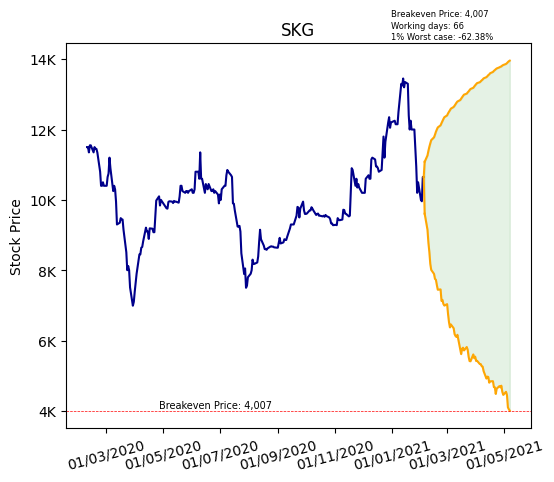 Breakeven Price: 4,007
Working days: 66
1% Worst case: -62.38%
SKG
Stock Price
14K
12K
10K
8K
6K
4K
Breakeven Price: 4,007
01/03/2020 01/05/2020 01/07/2020 01/09/2020 01/11/2020 01/01/2021 01/03/2021 01/05/2021